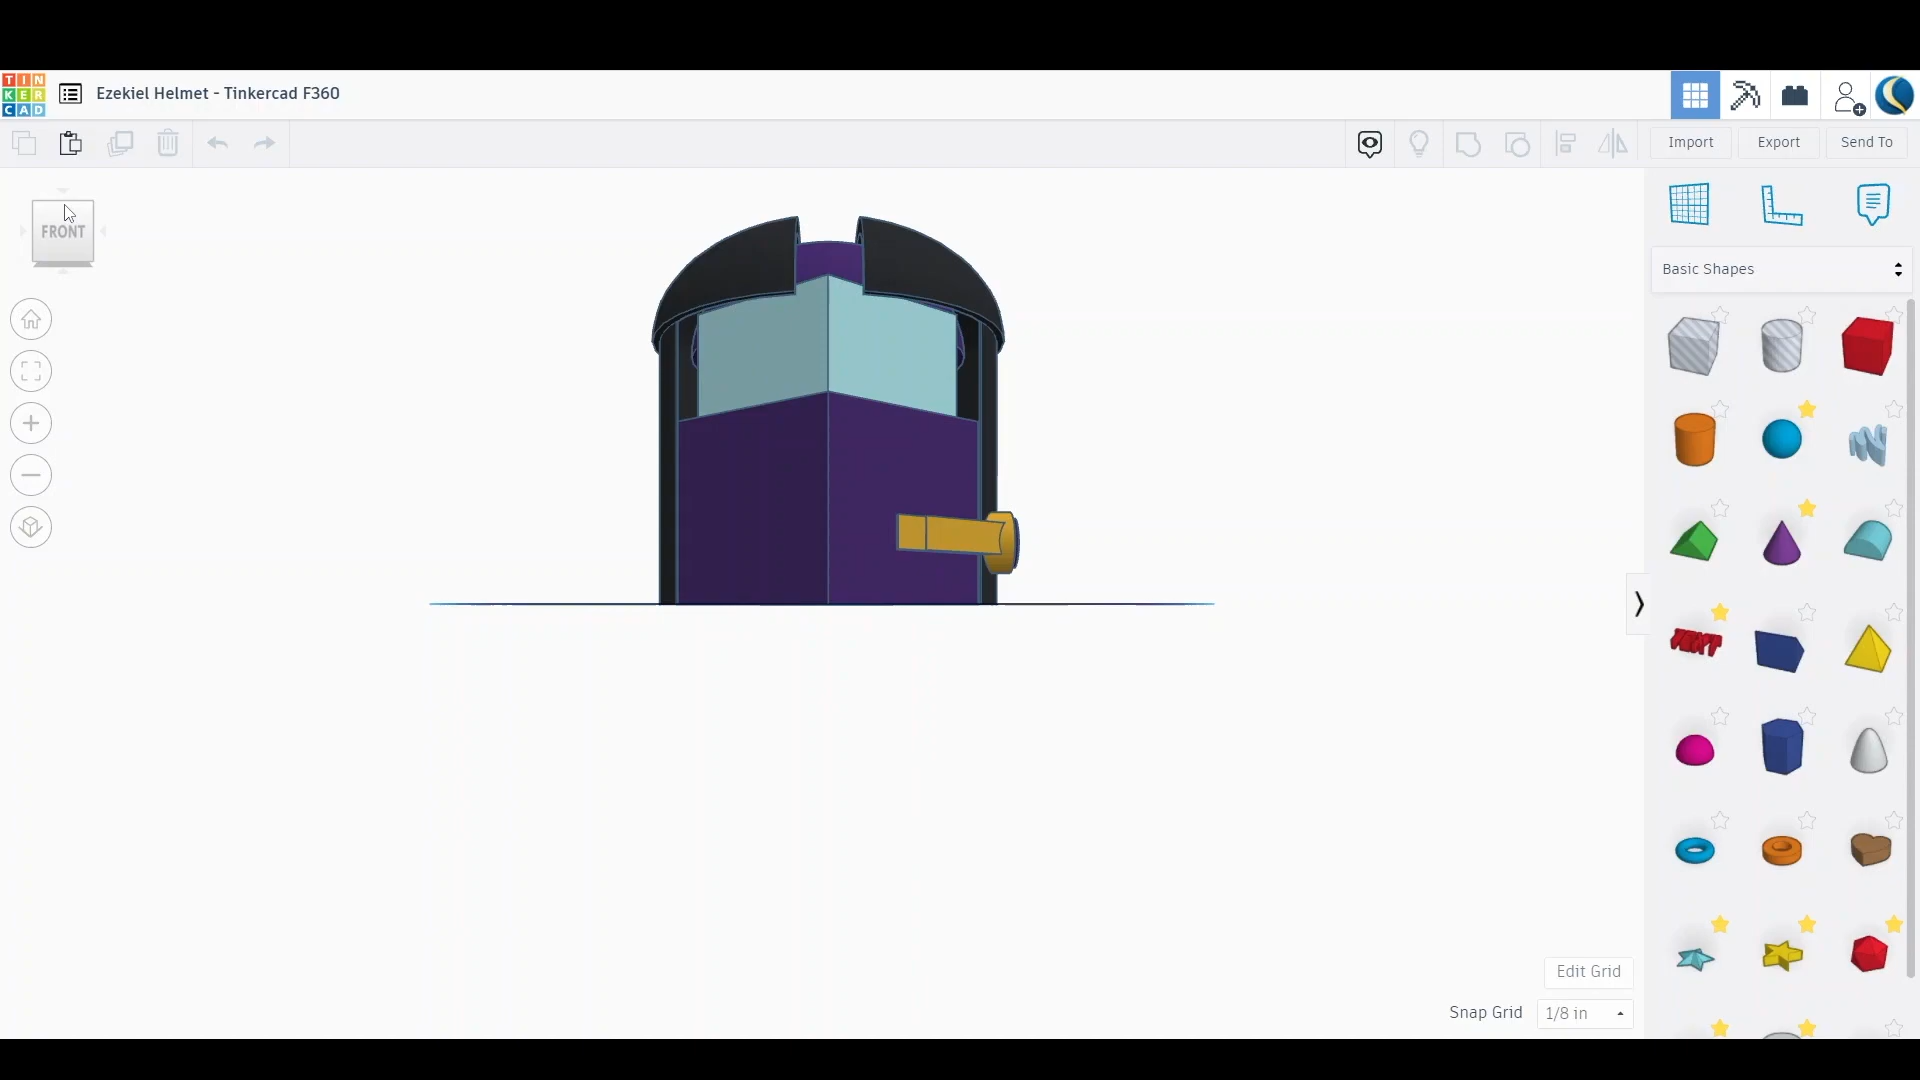 TIN
KER
CAD
Ezekiel Helmet - Tinkercad F360
Import
Export
Send To
FRONT
Basic Shapes
TEXT
Edit Grid
Snap Grid
1/8 in